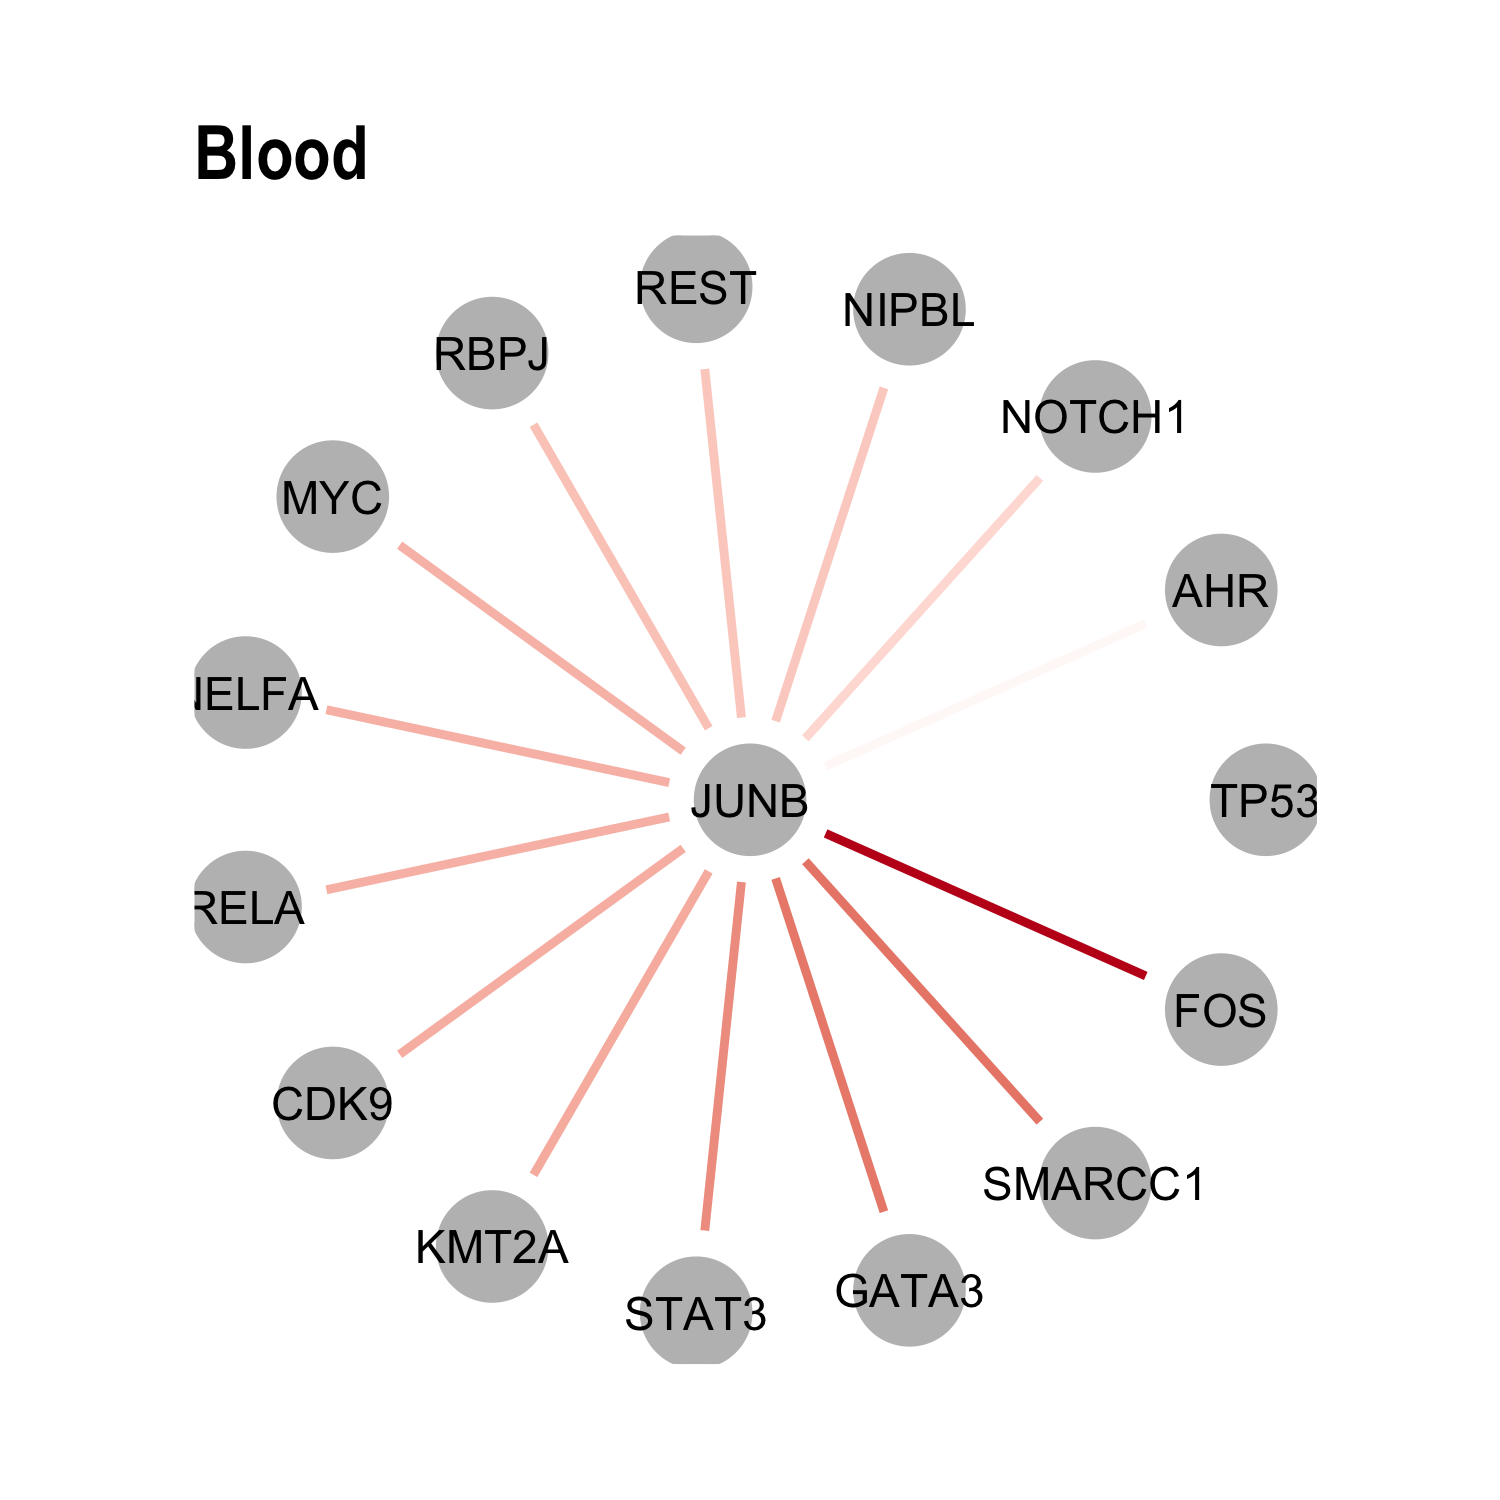 Blood
REST
NIPBL
RBPJ
NOTCH1
MYC
AHR
NELFA
JUNB
TP53
RELA
FOS
CDK9
SMARCC1
KMT2A
GATA3
STAT3